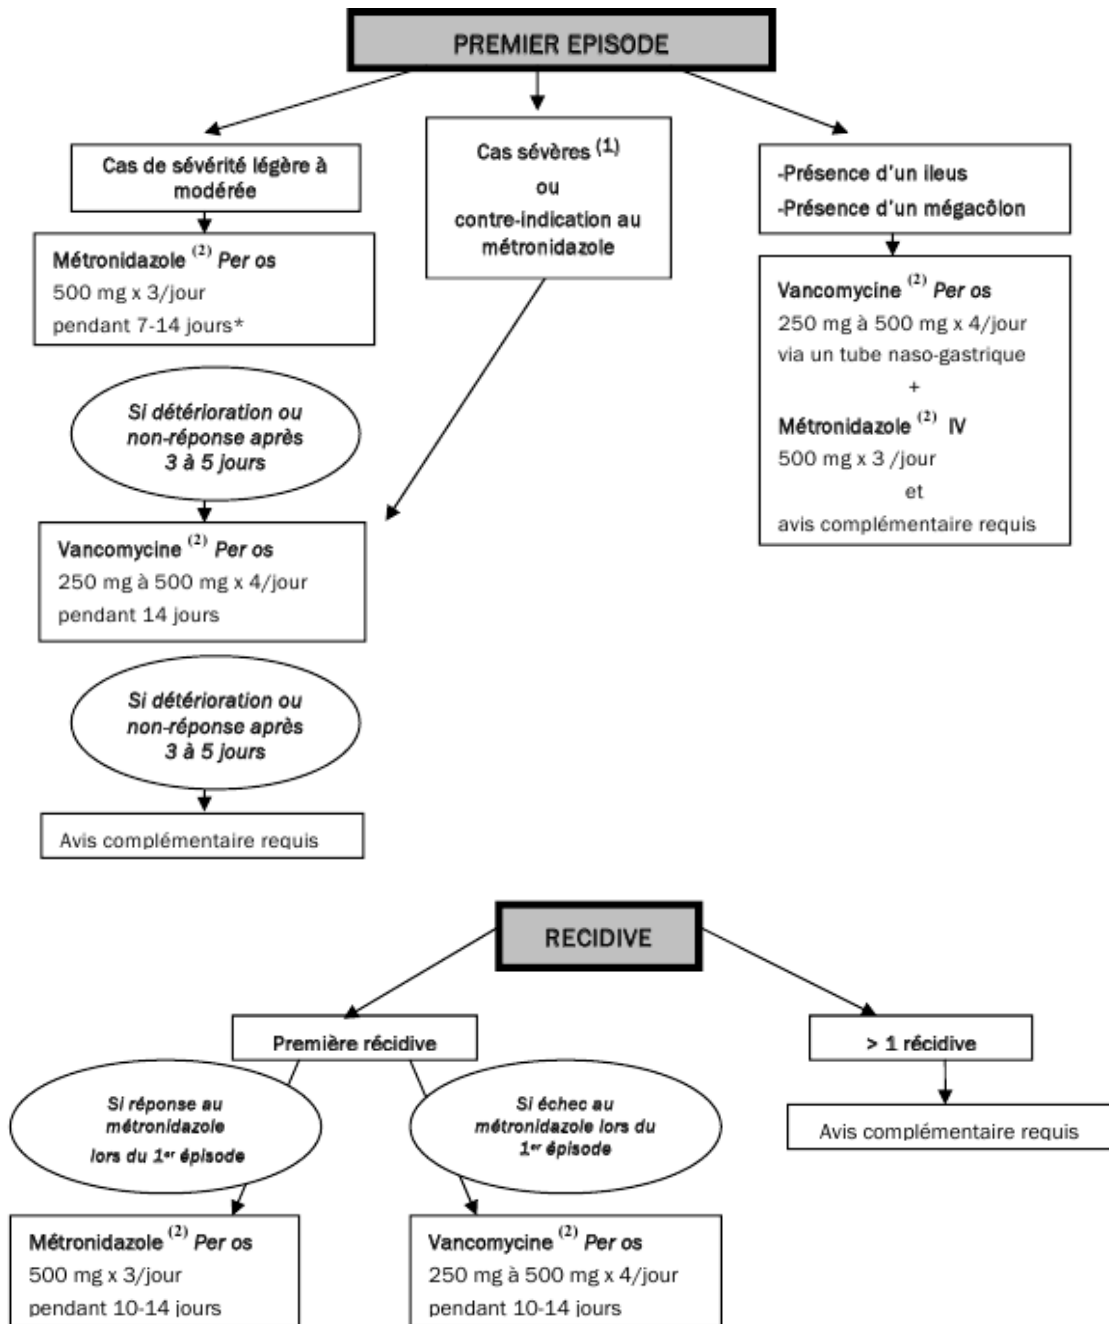 PREMIER EPISODE
Cas de sévérité légère à
modérée
Métronidazole (2) Per os
500 mg x 3/jour
pendant 7-14 jours*
Si détérioration ou
non-réponse après
3 à 5 jours
Vancomycine (2) Per os
250 mg à 500 mg x 4/jour
pendant 14 jours
Si détérioration ou
non-réponse après
3 à 5 jours
Avis complémentaire requis
Cas sévères (1)
ou
contre-indication au
métronidazole
-Présence d'un ileus
-Présence d'un mégacôlon
Vancomycine (2) Per os
250 mg à 500 mg x 4/jour
via un tube naso-gastrique
+
Métronidazole (2) IV
500 mg x 3 /jour
et
avis complémentaire requis
RECIDIVE
Première récidive
Si réponse au
métronidazole
lors du 1er épisode
Métronidazole (2) Per os
500 mg x 3/jour
pendant 10-14 jours
Si échec au
métronidazole lors du
1er épisode
Vancomycine (2) Per os
250 mg à 500 mg x 4/jour
pendant 10-14 jours
> 1 récidive
Avis complémentaire requis